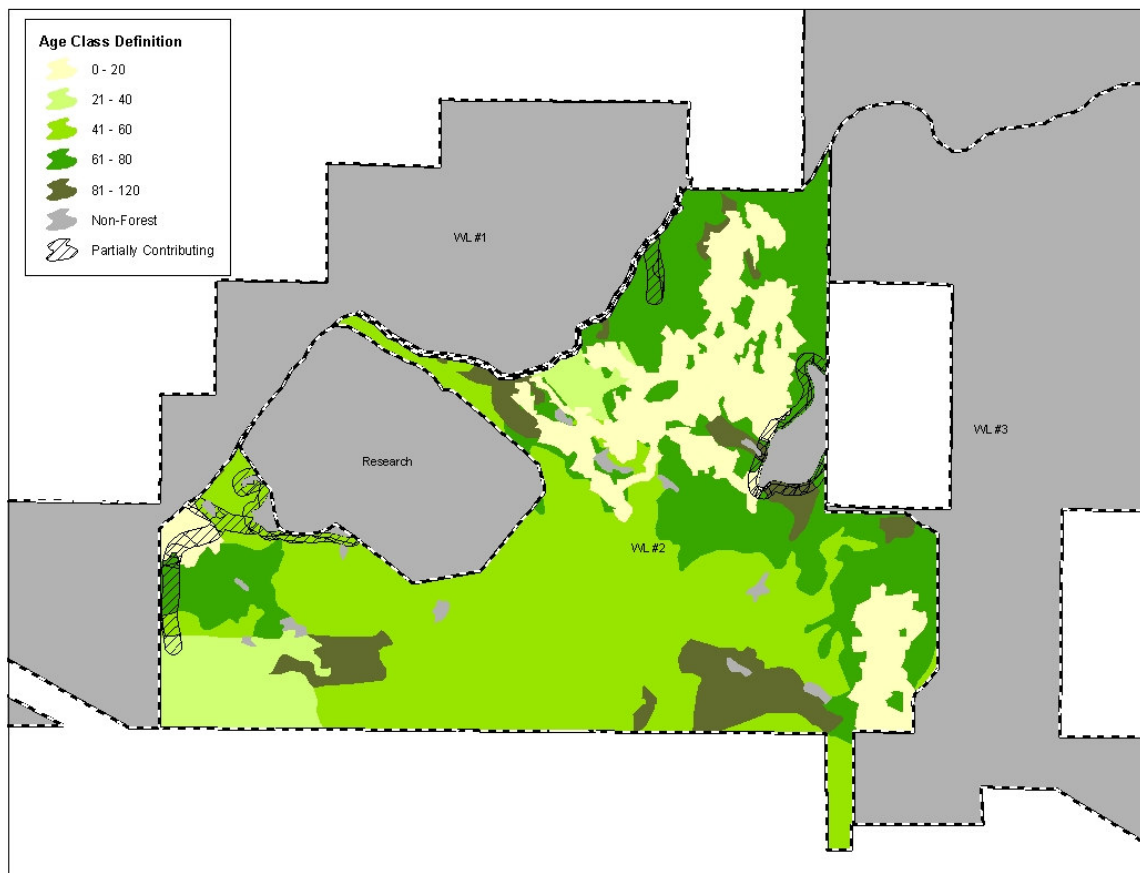 Age Class Definition
0 - 20
21 - 40
41 - 60
61 - 80
81 - 120
Non-Forest
Partially Contributing
WL #1
WL #3
Research
WL #2